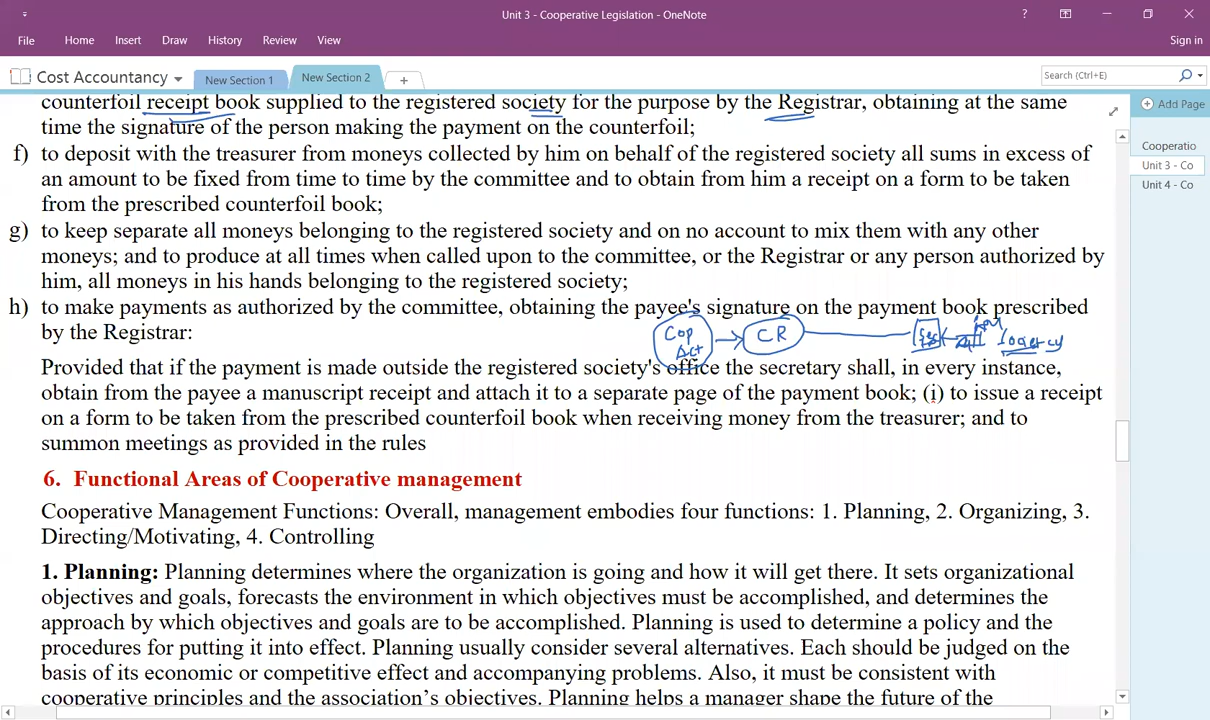 Unit 3 - Cooperative Legislation - OneNote
File Home Insert Draw History Review View Sign in
Cost Accountancy New Section 1 New Section 2 Search (Ctrl+E)
Add Page
Cooperatio
Unit 3 - Co
Unit 4 - Co
counterfoil receipt book supplied to the registered society for the purpose by the Registrar, obtaining at the same
time the signature of the person making the payment on the counterfoil;
f) to deposit with the treasurer from moneys collected by him on behalf of the registered society all sums in excess of
an amount to be fixed from time to time by the committee and to obtain from him a receipt on a form to be taken
from the prescribed counterfoil book;
g) to keep separate all moneys belonging to the registered society and on no account to mix them with any other
moneys; and to produce at all times when called upon to the committee, or the Registrar or any person authorized by
him, all moneys in his hands belonging to the registered society;
h) to make payments as authorized by the committee, obtaining the payee's signature on the payment book prescribed
by the Registrar:
Cop Act CR
Provided that if the payment is made outside the registered society's office the secretary shall, in every instance,
obtain from the payee a manuscript receipt and attach it to a separate page of the payment book; (i) to issue a receipt
on a form to be taken from the prescribed counterfoil book when receiving money from the treasurer; and to
summon meetings as provided in the rules
6. Functional Areas of Cooperative management
Cooperative Management Functions: Overall, management embodies four functions: 1. Planning, 2. Organizing, 3.
Directing/Motivating, 4. Controlling
1. Planning: Planning determines where the organization is going and how it will get there. It sets organizational
objectives and goals, forecasts the environment in which objectives must be accomplished, and determines the
approach by which objectives and goals are to be accomplished. Planning is used to determine a policy and the
procedures for putting it into effect. Planning usually consider several alternatives. Each should be judged on the
basis of its economic or competitive effect and accompanying problems. Also, it must be consistent with
cooperative principles and the association's objectives. Planning helps a manager shape the future of the